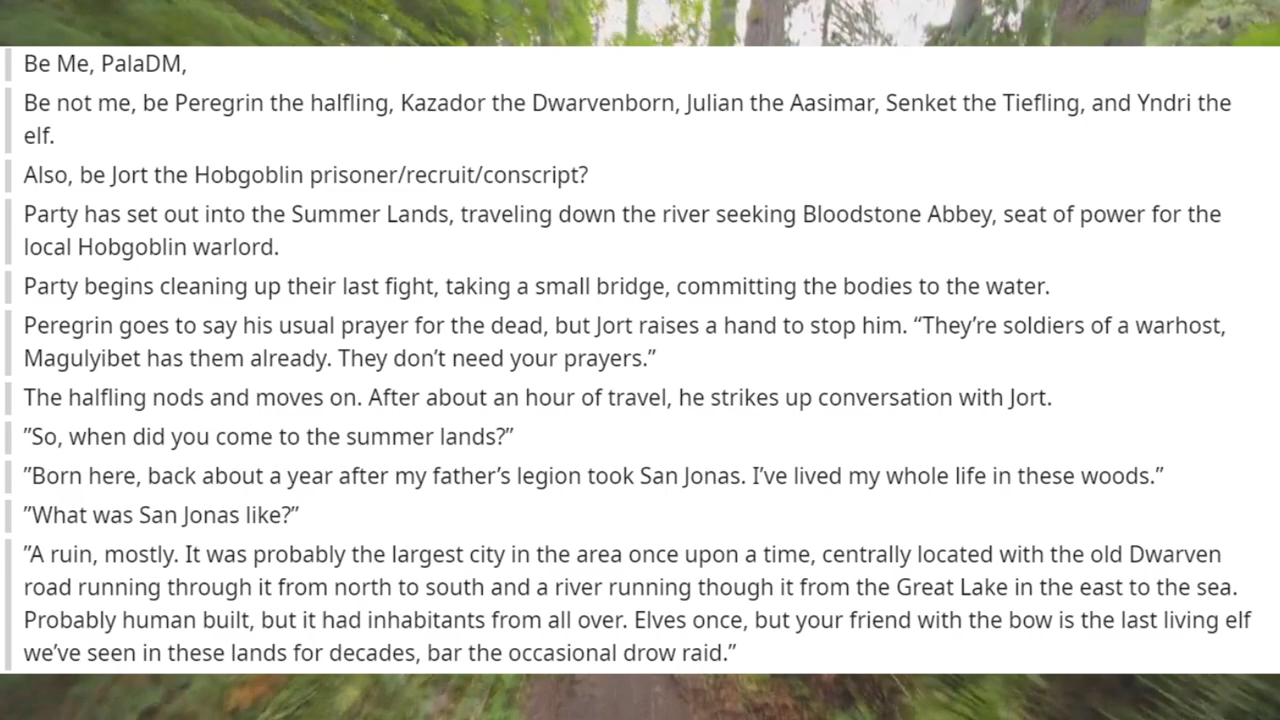 Be Me, PalaDM,
Be not me, be Peregrin the halfling, Kazador the Dwarvenborn, Julian the Aasimar, Senket the Tiefling, and Yndri the
elf.
Also, be Jort the Hobgoblin prisoner/recruit/conscript?
Party has set out into the Summer Lands, traveling down the river seeking Bloodstone Abbey, seat of power for the
local Hobgoblin warlord.
Party begins cleaning up their last fight, taking a small bridge, committing the bodies to the water.
Peregrin goes to say his usual prayer for the dead, but Jort raises a hand to stop him. “They’re soldiers of a warhost,
Magulyibet has them already. They don’t need your prayers.”
The halfling nods and moves on. After about an hour of travel, he strikes up conversation with Jort.
”So, when did you come to the summer lands?”
”Born here, back about a year after my father’s legion took San Jonas. I’ve lived my whole life in these woods.”
”What was San Jonas like?”
”A ruin, mostly. It was probably the largest city in the area once upon a time, centrally located with the old Dwarven
road running through it from north to south and a river running though it from the Great Lake in the east to the sea.
Probably human built, but it had inhabitants from all over. Elves once, but your friend with the bow is the last living elf
we’ve seen in these lands for decades, bar the occasional drow raid.”